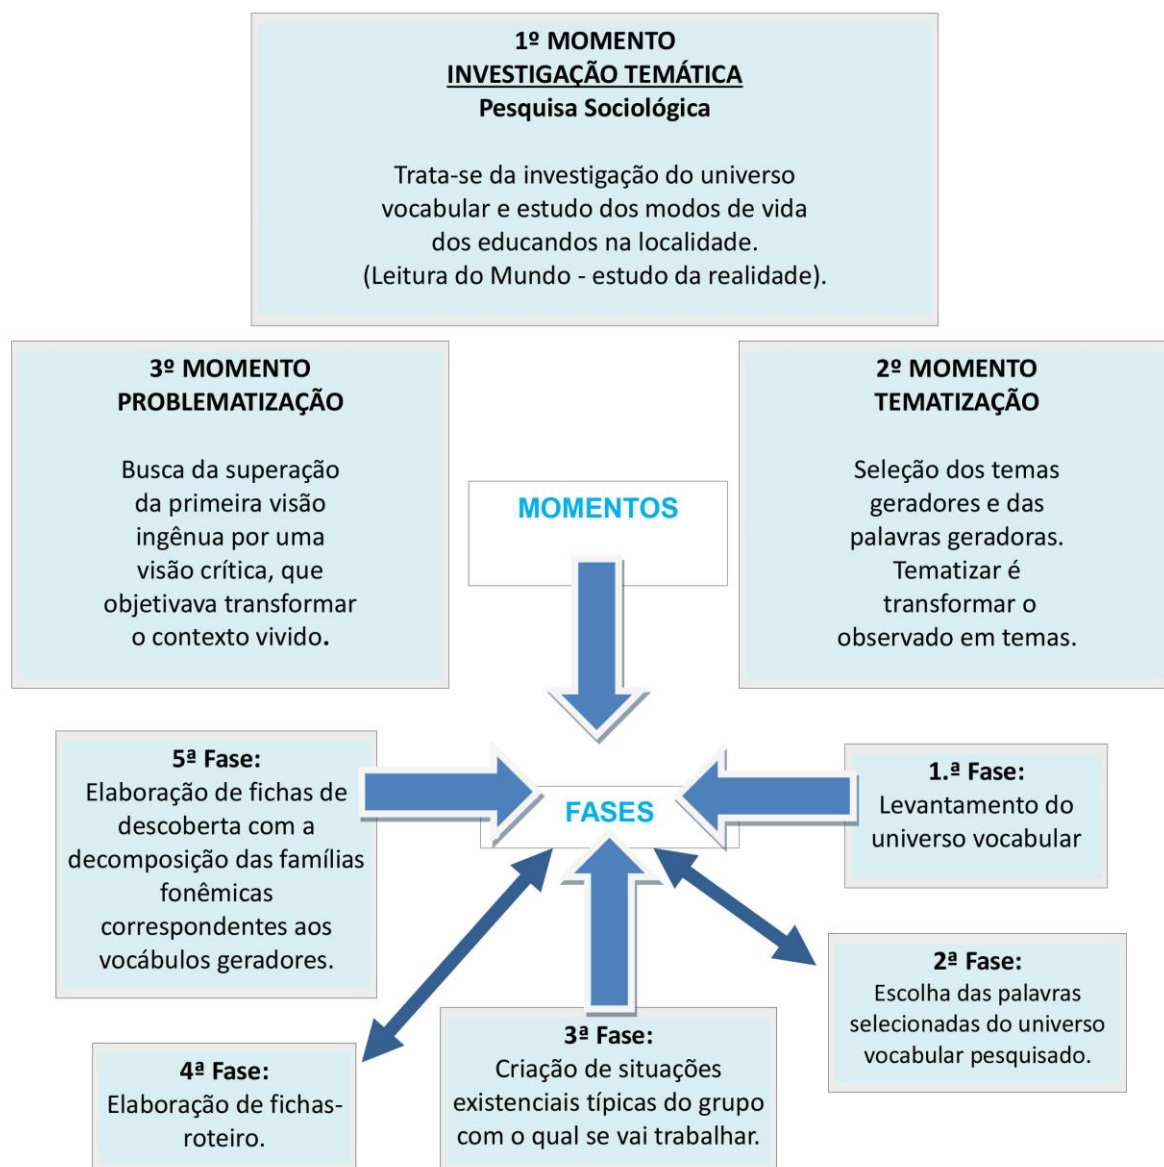 1º MOMENTO
INVESTIGAÇÃO TEMÁTICA
Pesquisa Sociológica
Trata-se da investigação do universo
vocabular e estudo dos modos de vida
dos educandos na localidade.
(Leitura do Mundo - estudo da realidade).
3º MOMENTO
PROBLEMATIZAÇÃO
Busca da superação
da primeira visão
ingênua por uma
visão crítica, que
objetivava transformar
o contexto vivido.
MOMENTOS
2º MOMENTO
TEMATIZAÇÃO
Seleção dos temas
geradores e das
palavras geradoras.
Tematizar é
transformar o
observado em temas.
5ª Fase:
Elaboração de fichas de
descoberta com a
decomposição das famílias
fonêmicas
correspondentes aos
vocábulos geradores.
FASES
1.ª Fase:
Levantamento do
universo vocabular
2ª Fase:
Escolha das palavras
selecionadas do universo
vocabular pesquisado.
4ª Fase:
Elaboração de fichas-
roteiro.
3ª Fase:
Criação de situações
existenciais típicas do grupo
com o qual se vai trabalhar.